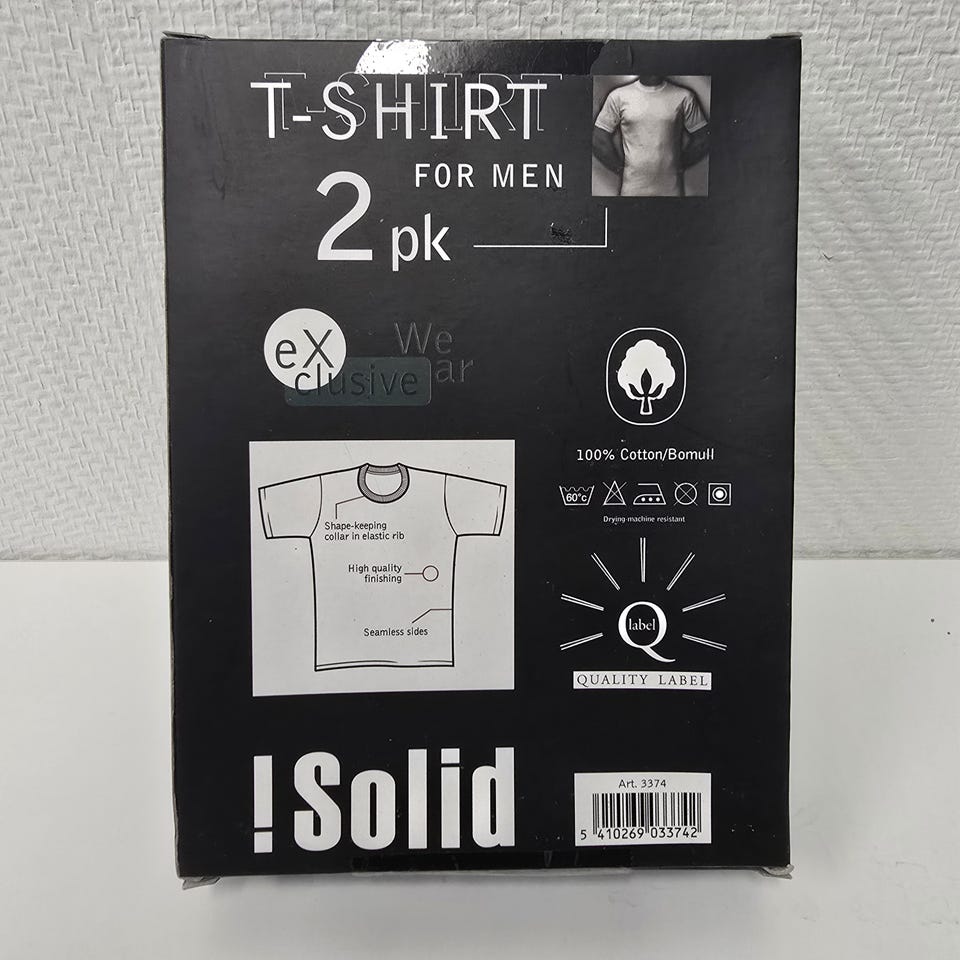 T-SHIRT
FOR MEN
2 pk
eX
clusive
We
ar
100% Cotton/Bomull
60°c
Drying-machine resistant
Shape-keeping
collar in elastic rib
High quality
finishing
Seamless sides
Q
label
QUALITY LABEL
!Solid
Art. 3374
5 410269 033742